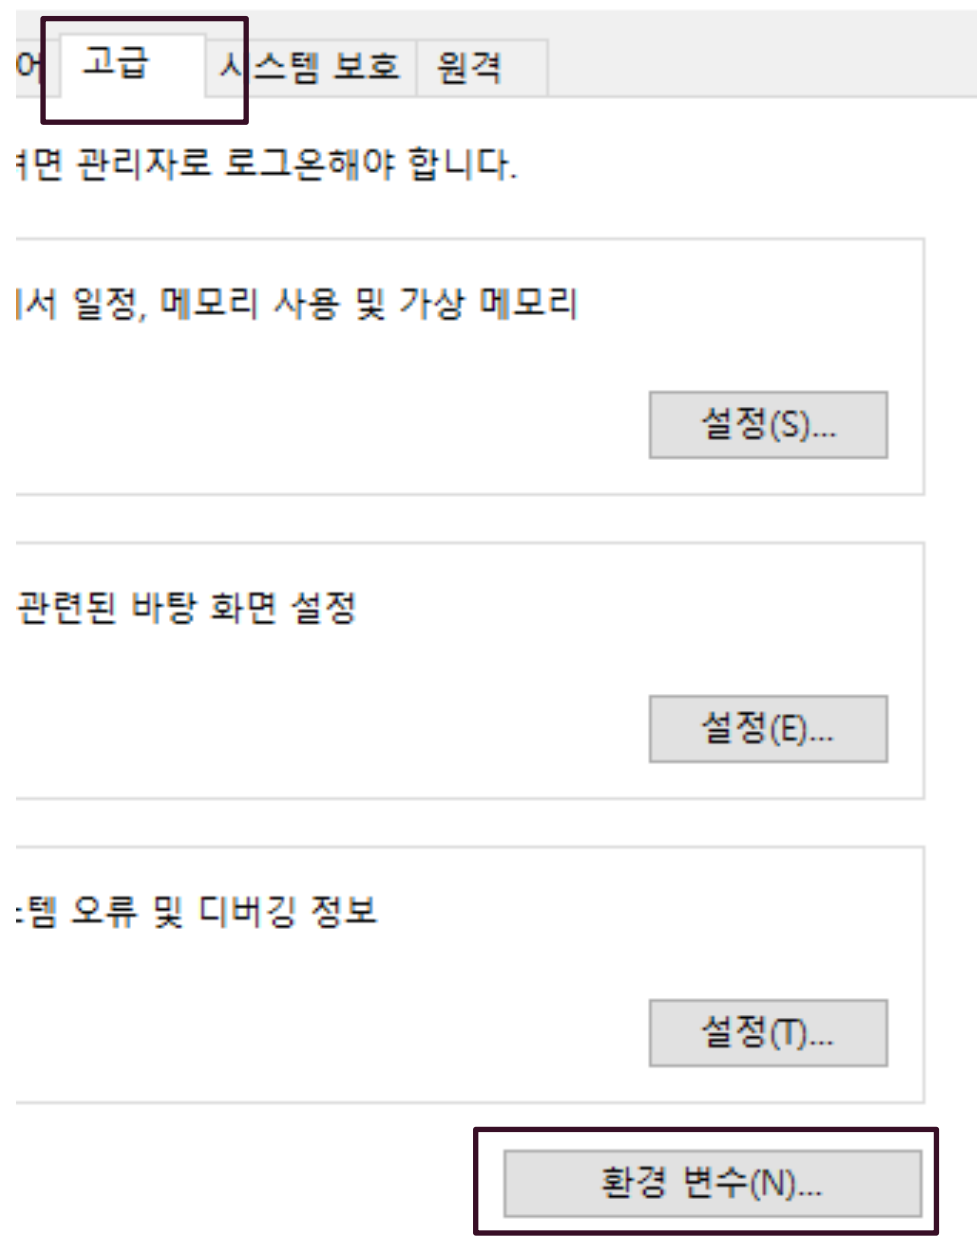 고급 시스템 보호 원격
면 관리자로 로그온해야 합니다.
서 일정, 메모리 사용 및 가상 메모리
설정(S)...
관련된 바탕 화면 설정
설정(E)...
템 오류 및 디버깅 정보
설정(T)...
환경 변수(N)...